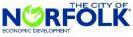 THE CITY OF
NORFOLK
ECONOMIC DEVELOPMENT